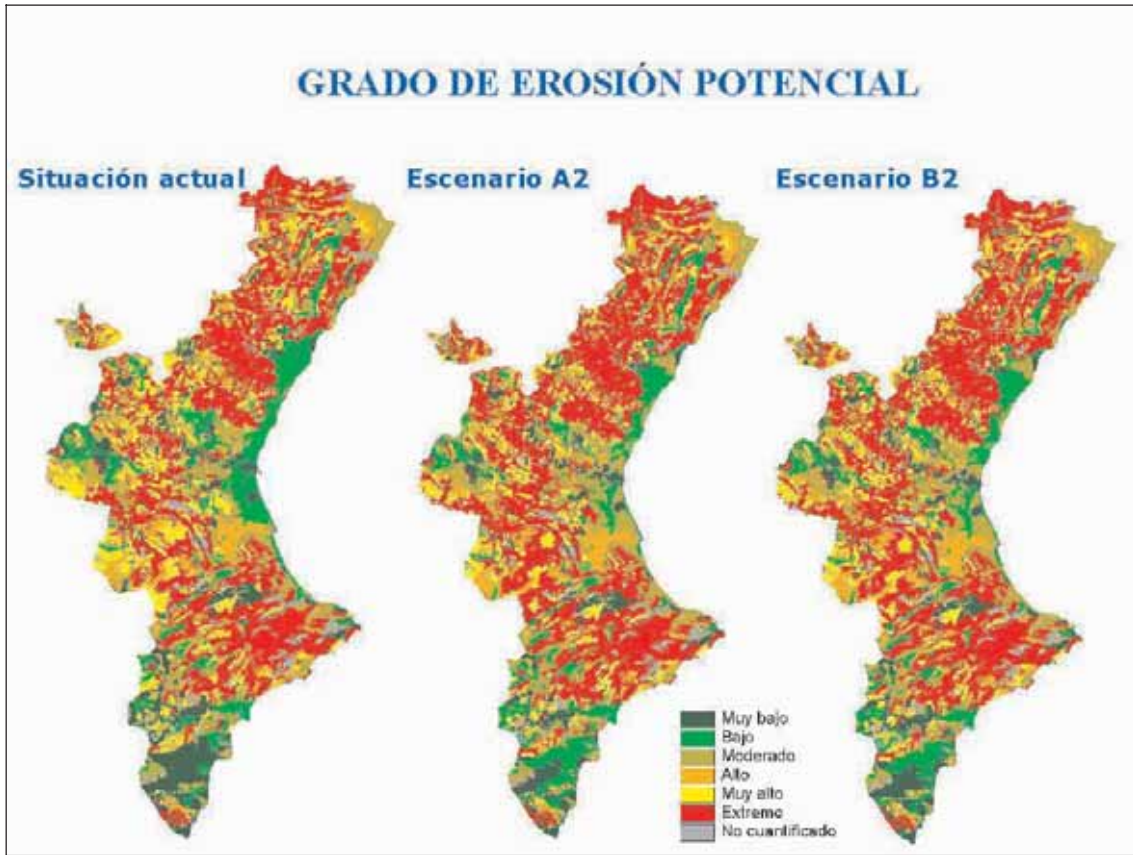 GRADO DE EROSIÓN POTENCIAL
Situación actual
Escenario A2
Escenario B2
Muy bajo
Bajo
Moderado
Alto
Muy alto
Extreme
No cuantificado